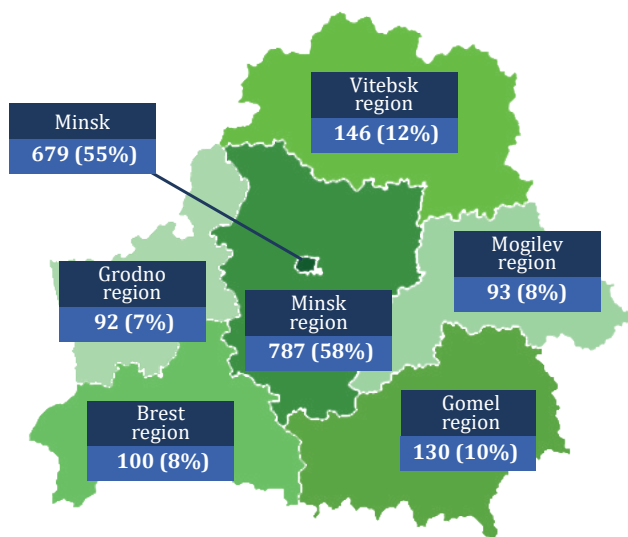 Vitebsk
region
146 (12%)
Minsk
679 (55%)
Mogilev
region
93 (8%)
Grodno
region
92 (7%)
Minsk
region
787 (58%)
Brest
region
100 (8%)
Gomel
region
130 (10%)